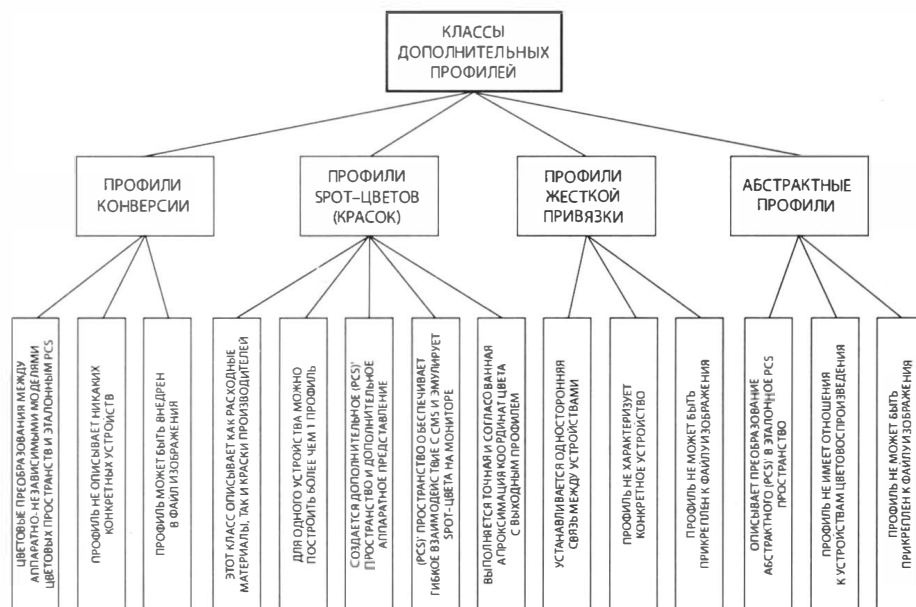 КЛАССЫ
ДОПОЛНИТЕЛЬНЫХ
ПРОФИЛЕЙ
ПРОФИЛИ
КОНВЕРСИИ
ПРОФИЛИ
SPOT–ЦВЕТОВ
(КРАСОК)
ПРОФИЛИ
ЖЕСТКОЙ
ПРИВЯЗКИ
АБСТРАКТНЫЕ
ПРОФИЛИ
ЦВЕТОВЫЕ ПРЕОБРАЗОВАНИЯ МЕЖДУ
АППАРАТНО-НЕЗАВИСИМЫМИ МОДЕЛЯМИ
ЦВЕТОВЫХ ПРОСТРАНСТВ И ЭТАЛОННЫМ PCS
ПРОФИЛЬ НЕ ОПИСЫВАЕТ НИКАКИХ
КОНКРЕТНЫХ УСТРОЙСТВ
ПРОФИЛЬ МОЖЕТ БЫТЬ ВНЕДРЕН
В ФАЙЛ ИЗОБРАЖЕНИЯ
ЭТОТ КЛАСС ОПИСЫВАЕТ КАК РАСХОДНЫЕ
МАТЕРИАЛЫ, ТАК И КРАСКИ ПРОИЗВОДИТЕЛЕЙ
ДЛЯ ОДНОГО УСТРОЙСТВА МОЖНО
ПОСТРОИТЬ БОЛЕЕ ЧЕМ 1 ПРОФИЛЬ
СОЗДАЕТСЯ ДОПОЛНИТЕЛЬНОЕ (PCS)'
ПРОСТРАНСТВО И ДОПОЛНИТЕЛЬНОЕ
АППАРАТНОЕ ПРЕДСТАВЛЕНИЕ
(PCS)' ПРОСТРАНСТВО ОБЕСПЕЧИВАЕТ
ГИБКОЕ ВЗАИМОДЕЙСТВИЕ С CMS И ЭМУЛИРУЕТ
SPOT-ЦВЕТА НА МОНИТОРЕ
ВЫПОЛНЯЕТСЯ ТОЧНАЯ И СОГЛАСОВАННАЯ
АПРОКСИМАЦИЯ КООРДИНАТ ЦВЕТА
С ВЫХОДНЫМ ПРОФИЛЕМ
УСТАНАВЛИВАЕТСЯ ОДНОСТОРОННЯЯ
СВЯЗЬ МЕЖДУ УСТРОЙСТВАМИ
ПРОФИЛЬ НЕ ХАРАКТЕРИЗУЕТ
КОНКРЕТНОЕ УСТРОЙСТВО
ПРОФИЛЬ НЕ МОЖЕТ БЫТЬ
ПРИКРЕПЛЕН К ФАЙЛУ ИЗОБРАЖЕНИЯ
ОПИСЫВАЕТ ПРЕОБРАЗОВАНИЕ
АБСТРАКТНОГО (PCS)' В ЭТАЛОННОЕ PCS
ПРОСТРАНСТВО
ПРОФИЛЬ НЕ ИМЕЕТ ОТНОШЕНИЯ
К УСТРОЙСТВАМ ЦВЕТОВОСПРОИЗВЕДЕНИЯ
ПРОФИЛЬ НЕ МОЖЕТ БЫТЬ
ПРИКРЕПЛЕН К ФАЙЛУ ИЗОБРАЖЕНИЯ